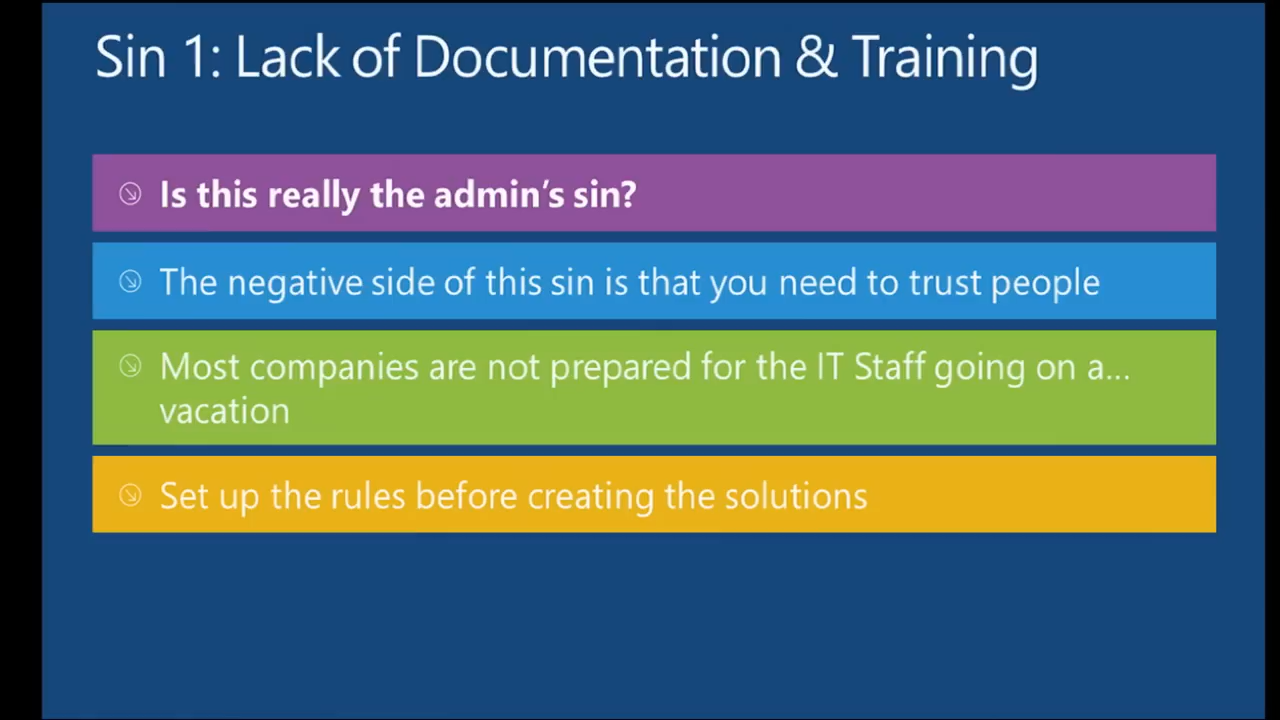 Sin 1: Lack of Documentation & Training
Is this really the admin’s sin?
The negative side of this sin is that you need to trust people
Most companies are not prepared for the IT Staff going on a...
vacation
Set up the rules before creating the solutions